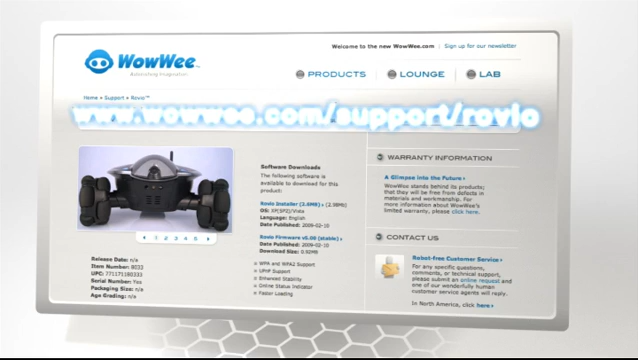 Welcome to the new WowWee.com | Sign up for our newsletter
WowWee™
Astonishing Imagination
PRODUCTS LOUNGE LAB
Home » Support » Rovio™
www.wowwee.com/support/rovio
Software Downloads
The following software is
available to download for this
product:
Rovio Installer (2.9MB) › (2.98MB)
OS: XP(SP2)/Vista
Language: English
Date Published: 2009-02-10
Rovio Firmware v5.00 (stable) ›
Date Published: 2009-02-10
Download Size: 0.92MB
WPA and WPA2 Support
UPnP Support
Enhanced Stability
Online Status Indicator
Faster Loading
1 2 3 4 5
Release Date: n/a
Item Number: 8022
UPC: 771171180333
Serial Number: Yes
Packaging Size: n/a
Age Grading: n/a
WARRANTY INFORMATION
A Glimpse into the Future ›
WowWee stands behind its products;
that they will be free from defects in
materials and workmanship. For
more information about WowWee's
limited warranty, please click here.
CONTACT US
Robot-free Customer Service ›
For any specific questions,
comments, or technical support,
please submit an online request and
one of our wonderfully human
customer service agents will reply.
In North America, click here ›